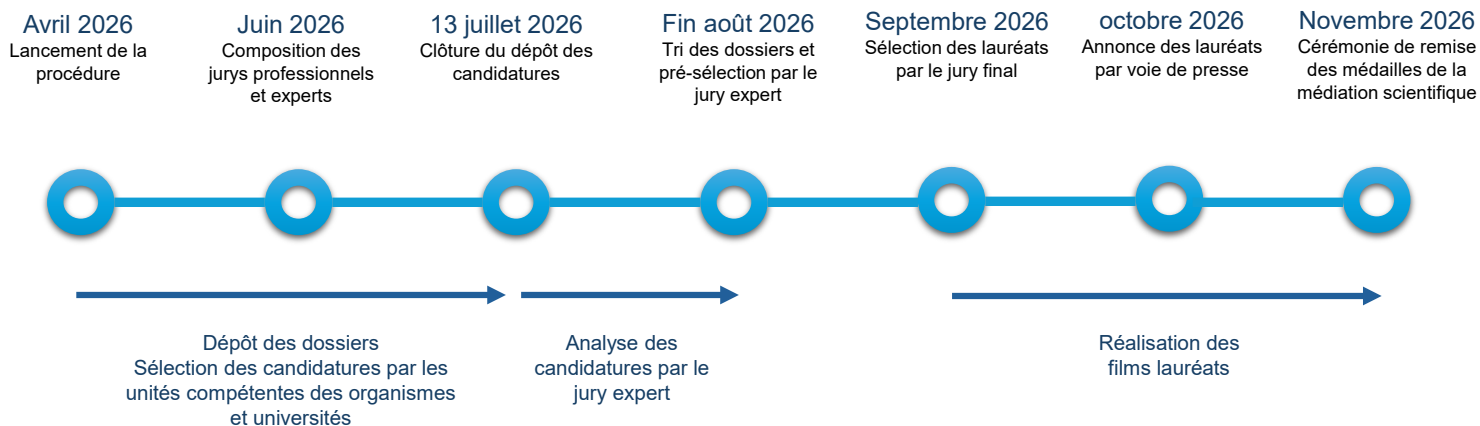 Avril 2026
Lancement de la
procédure
Juin 2026
Composition des
jurys professionnels
et experts
13 juillet 2026
Clôture du dépôt des
candidatures
Fin août 2026
Tri des dossiers et
pré-sélection par le
jury expert
Septembre 2026
Sélection des lauréats
par le jury final
octobre 2026
Annonce des lauréats
par voie de presse
Novembre 2026
Cérémonie de remise
des médailles de la
médiation scientifique
Dépôt des dossiers
Sélection des candidatures par les
unités compétentes des organismes
et universités
Analyse des
candidatures par le
jury expert
Réalisation des
films lauréats